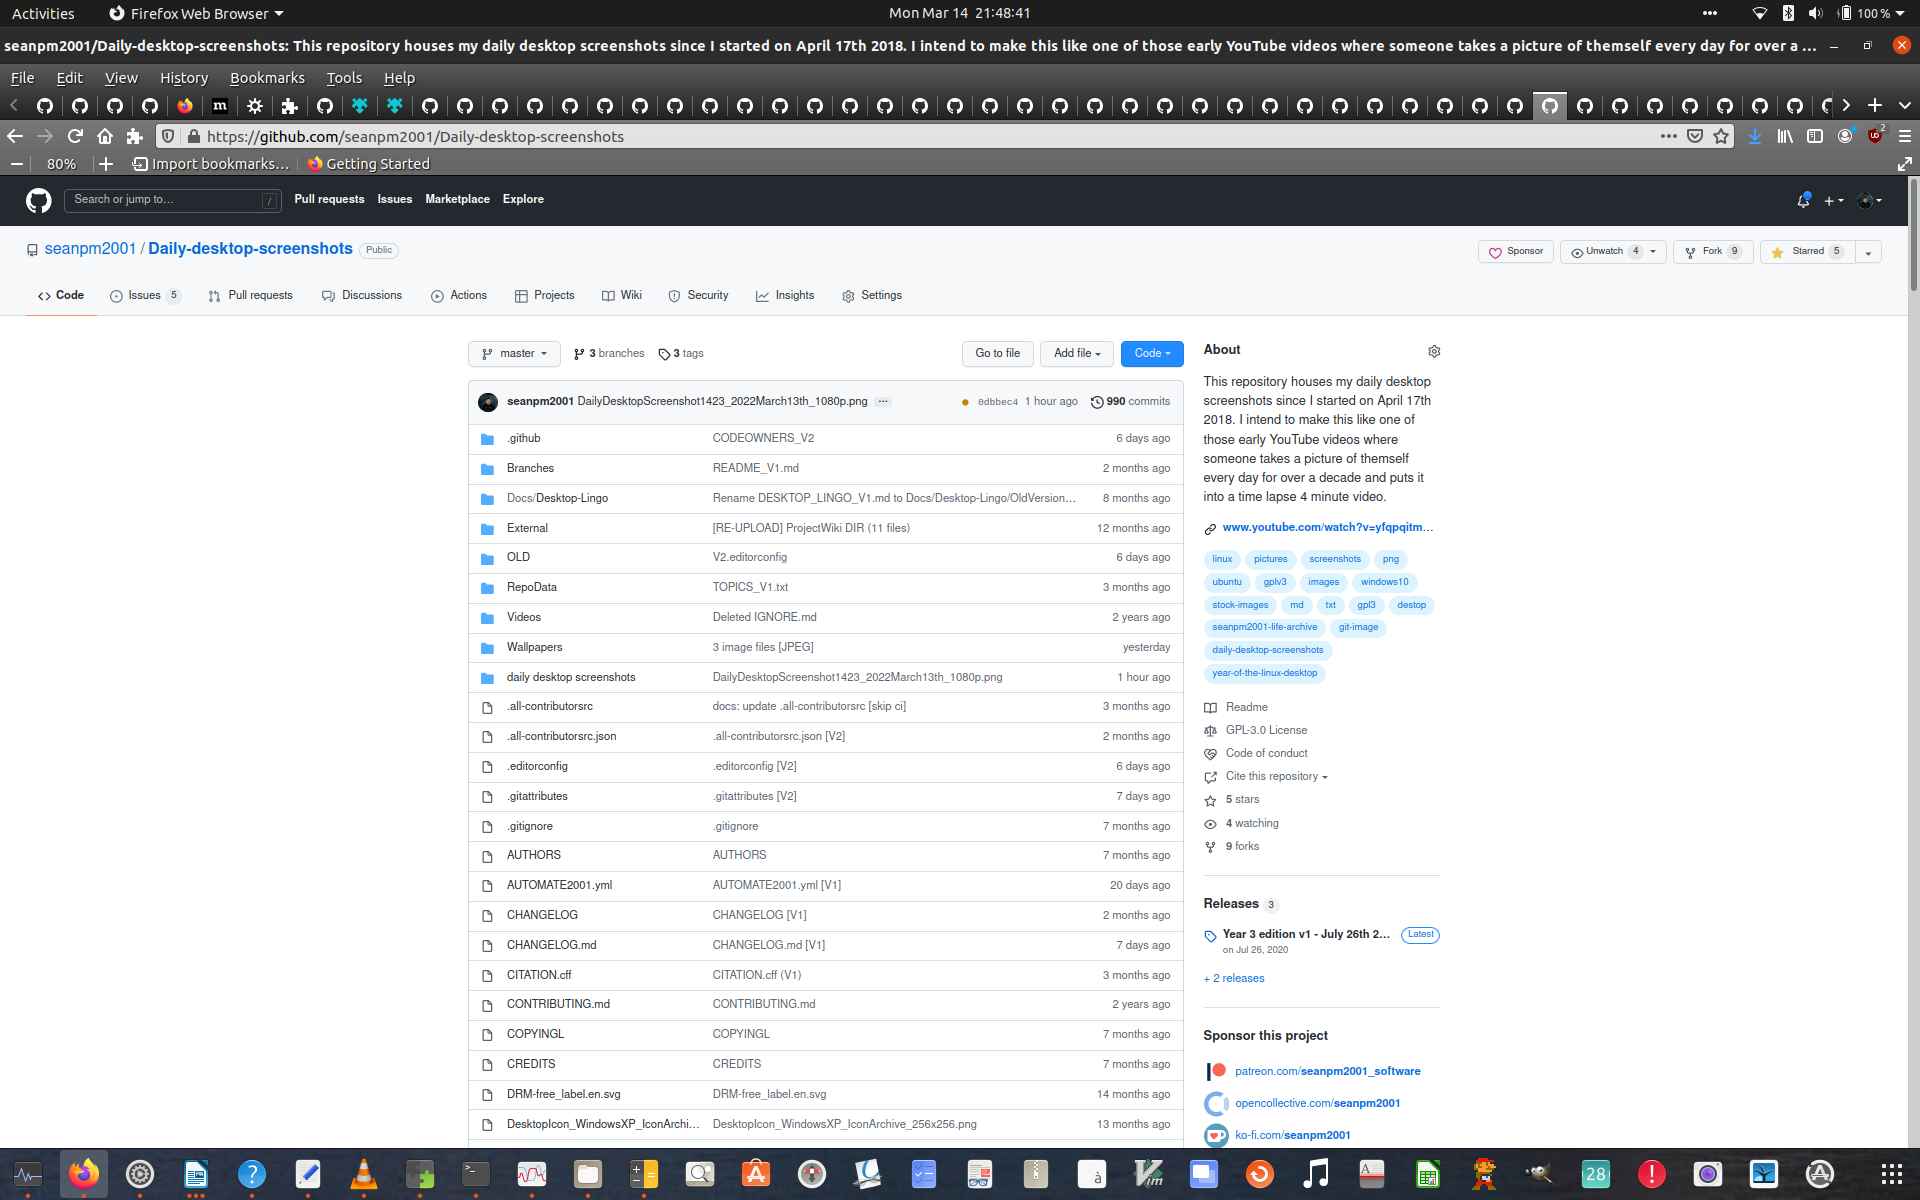 Activities Firefox Web Browser Mon Mar 14 21:48:41 100 %
seanpm2001/Daily-desktop-screenshots: This repository houses my daily desktop screenshots since I started on April 17th 2018. I intend to make this like one of those early YouTube videos where someone takes a picture of themself every day for over a ...
File Edit View History Bookmarks Tools Help
https://github.com/seanpm2001/Daily-desktop-screenshots 2
80% Import bookmarks... Getting Started
Search or jump to... / Pull requests Issues Marketplace Explore
seanpm2001 / Daily-desktop-screenshots Public Sponsor Unwatch 4 Fork 9 Starred 5
Code Issues 5 Pull requests Discussions Actions Projects Wiki Security Insights Settings
master 3 branches 3 tags Go to file Add file Code
seanpm2001 DailyDesktopScreenshot1423_2022March13th_1080p.png ... 0dbbec4 1 hour ago 990 commits
.github CODEOWNERS_V2 6 days ago
Branches README_V1.md 2 months ago
Docs/Desktop-Lingo Rename DESKTOP_LINGO_V1.md to Docs/Desktop-Lingo/OldVersion... 8 months ago
External [RE-UPLOAD] ProjectWiki DIR (11 files) 12 months ago
OLD V2.editorconfig 6 days ago
RepoData TOPICS_V1.txt 3 months ago
Videos Deleted IGNORE.md 2 years ago
Wallpapers 3 image files [JPEG] yesterday
daily desktop screenshots DailyDesktopScreenshot1423_2022March13th_1080p.png 1 hour ago
.all-contributorsrc docs: update .all-contributorsrc [skip ci] 3 months ago
.all-contributorsrc.json .all-contributorsrc.json [V2] 2 months ago
.editorconfig .editorconfig [V2] 6 days ago
.gitattributes .gitattributes [V2] 7 days ago
.gitignore .gitignore 7 months ago
AUTHORS AUTHORS 7 months ago
AUTOMATE2001.yml AUTOMATE2001.yml [V1] 20 days ago
CHANGELOG CHANGELOG [V1] 2 months ago
CHANGELOG.md CHANGELOG.md [V1] 7 days ago
CITATION.cff CITATION.cff (V1) 3 months ago
CONTRIBUTING.md CONTRIBUTING.md 2 years ago
COPYINGL COPYINGL 7 months ago
CREDITS CREDITS 7 months ago
DRM-free_label.en.svg DRM-free_label.en.svg 14 months ago
DesktopIcon_WindowsXP_IconArchi... DesktopIcon_WindowsXP_IconArchive_256x256.png 13 months ago
About
This repository houses my daily desktop
screenshots since I started on April 17th
2018. I intend to make this like one of
those early YouTube videos where
someone takes a picture of themself
every day for over a decade and puts it
into a time lapse 4 minute video.
www.youtube.com/watch?v=yfqpqitm...
linux pictures screenshots png
ubuntu gplv3 images windows10
stock-images md txt gpl3 destop
seanpm2001-life-archive git-image
daily-desktop-screenshots
year-of-the-linux-desktop
Readme
GPL-3.0 License
Code of conduct
Cite this repository
5 stars
4 watching
9 forks
Releases 3
Year 3 edition v1 - July 26th 2... Latest
on Jul 26, 2020
+ 2 releases
Sponsor this project
patreon.com/seanpm2001_software
opencollective.com/seanpm2001
ko-fi.com/seanpm2001
28